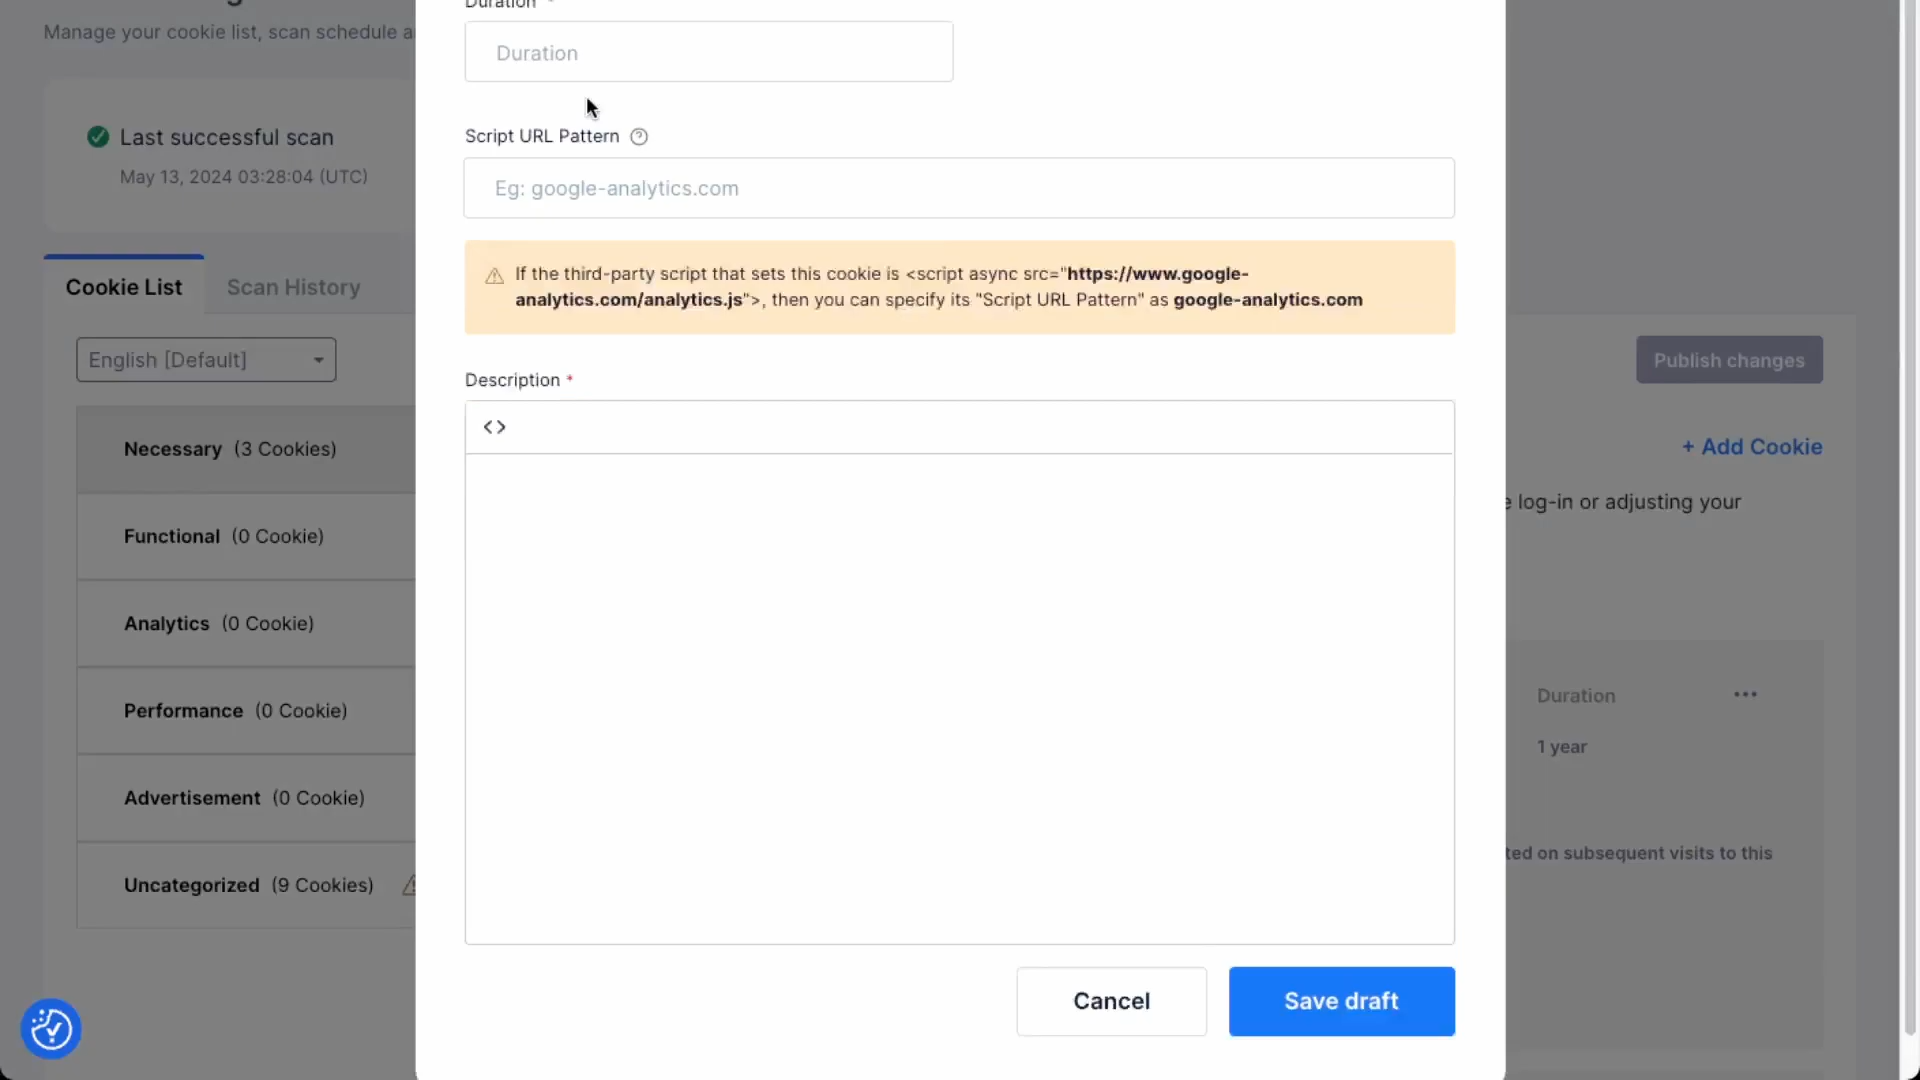 Manage your cookie list, scan schedule a
Last successful scan
May 13, 2024 03:28:04 (UTC)
Cookie List
Scan History
English [Default]
Necessary (3 Cookies)
Functional (0 Cookie)
Analytics (0 Cookie)
Performance (0 Cookie)
Advertisement (0 Cookie)
Uncategorized (9 Cookies)
Duration *
Duration
Script URL Pattern ?
Eg: google-analytics.com
If the third-party script that sets this cookie is <script async src="https://www.google-
analytics.com/analytics.js">, then you can specify its "Script URL Pattern" as google-analytics.com
Description *
<>
Cancel
Save draft
Publish changes
+ Add Cookie
e log-in or adjusting your
Duration
...
1 year
ted on subsequent visits to this